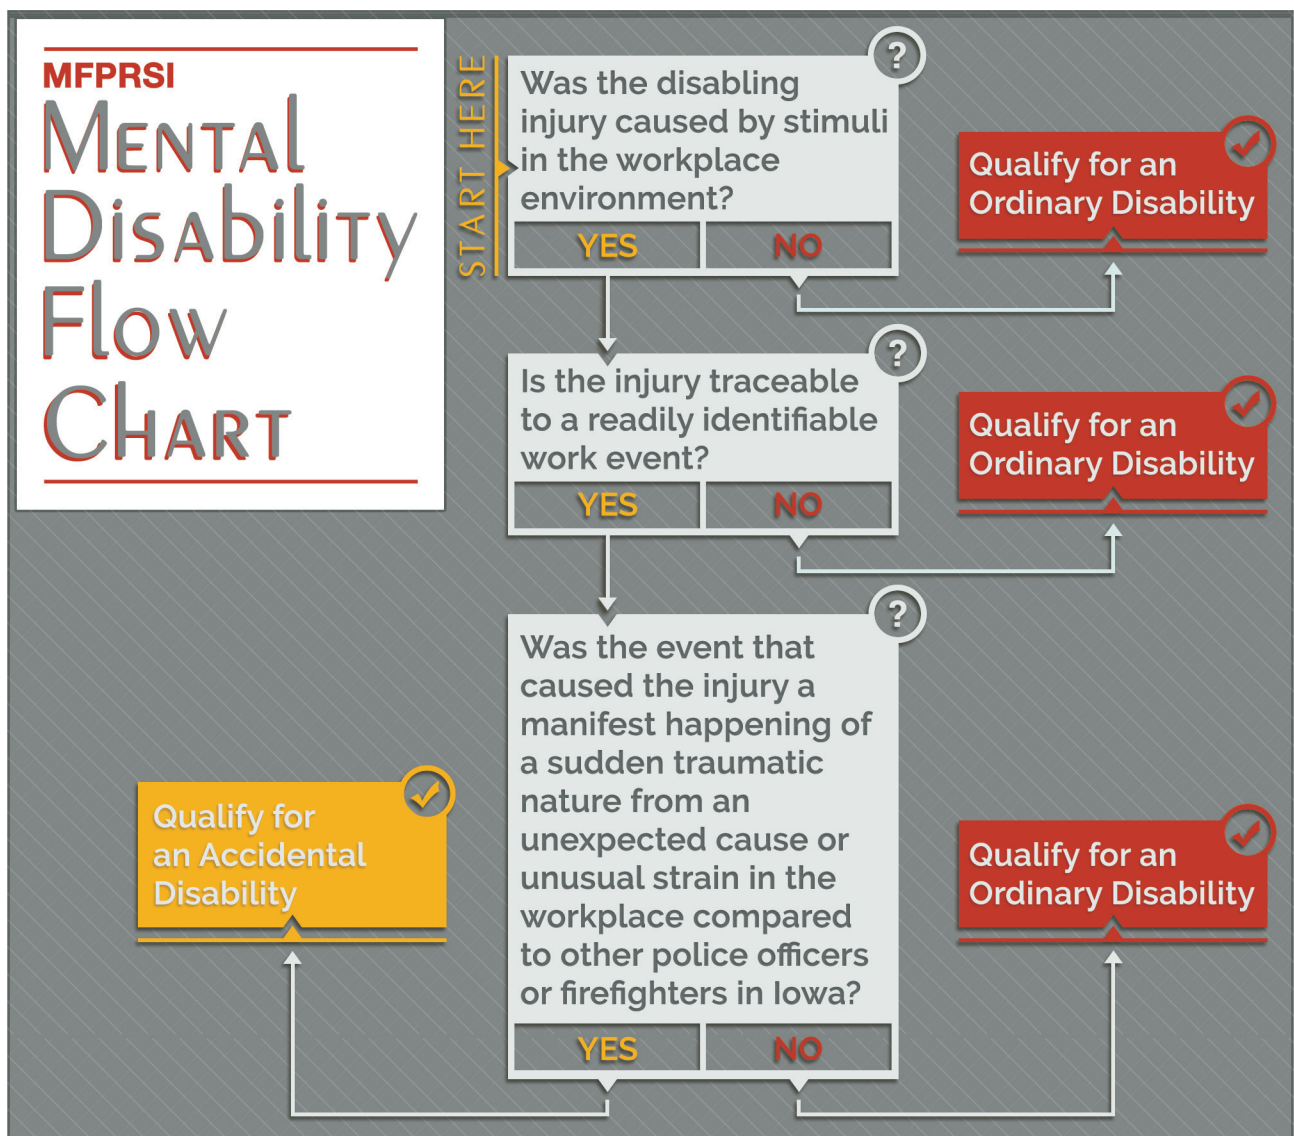 MFPRSI
Mental
Disability
Flow
Chart
START HERE
?
Was the disabling
injury caused by stimuli
in the workplace
environment?
YES
NO
Qualify for an
Ordinary Disability
?
Is the injury traceable
to a readily identifiable
work event?
YES
NO
Qualify for an
Ordinary Disability
?
Was the event that
caused the injury a
manifest happening of
a sudden traumatic
nature from an
unexpected cause or
unusual strain in the
workplace compared
to other police officers
or firefighters in Iowa?
YES
NO
Qualify for
an Accidental
Disability
Qualify for an
Ordinary Disability